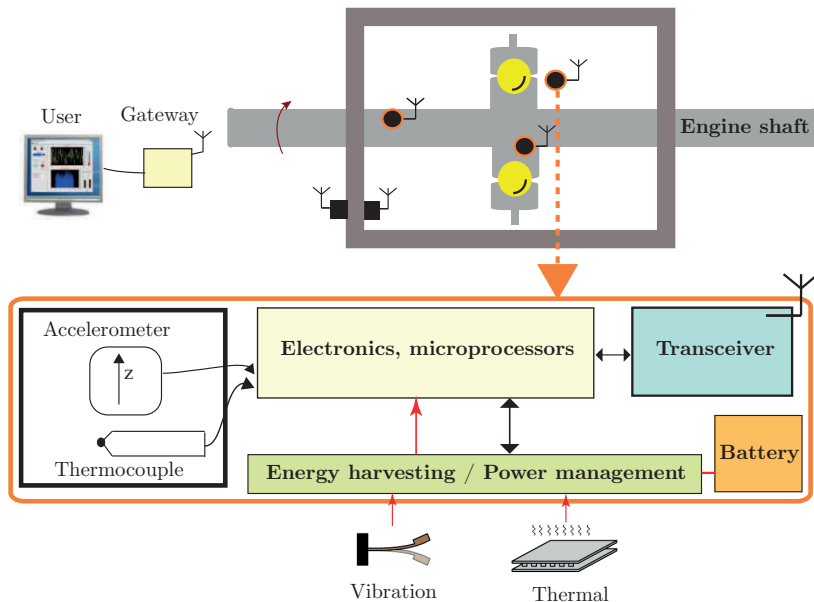 User
Gateway
Engine shaft
Accelerometer
z
Thermocouple
Electronics, microprocessors
Transceiver
Energy harvesting / Power management
Battery
Vibration
Thermal